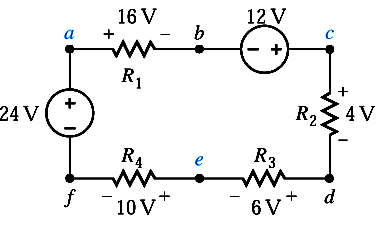 16 V 12 V
a + − b c
− +
R1
24 V + − R2 + 4 V −
R4 e R3
f − 10 V + − 6 V + d